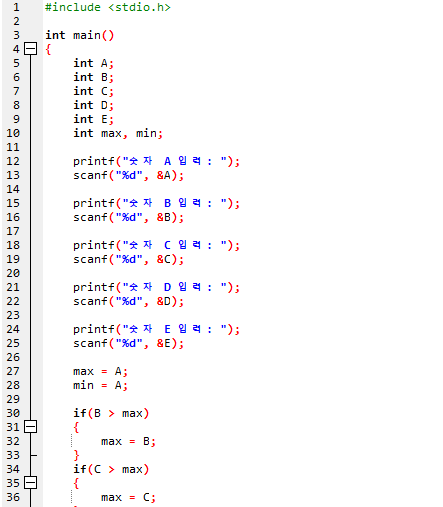 1 #include <stdio.h>
2
3 int main()
4 {
5 int A;
6 int B;
7 int C;
8 int D;
9 int E;
10 int max, min;
11
12 printf("숫자 A 입력 : ");
13 scanf("%d", &A);
14
15 printf("숫자 B 입력 : ");
16 scanf("%d", &B);
17
18 printf("숫자 C 입력 : ");
19 scanf("%d", &C);
20
21 printf("숫자 D 입력 : ");
22 scanf("%d", &D);
23
24 printf("숫자 E 입력 : ");
25 scanf("%d", &E);
26
27 max = A;
28 min = A;
29
30 if(B > max)
31 {
32 max = B;
33 }
34 if(C > max)
35 {
36 max = C;